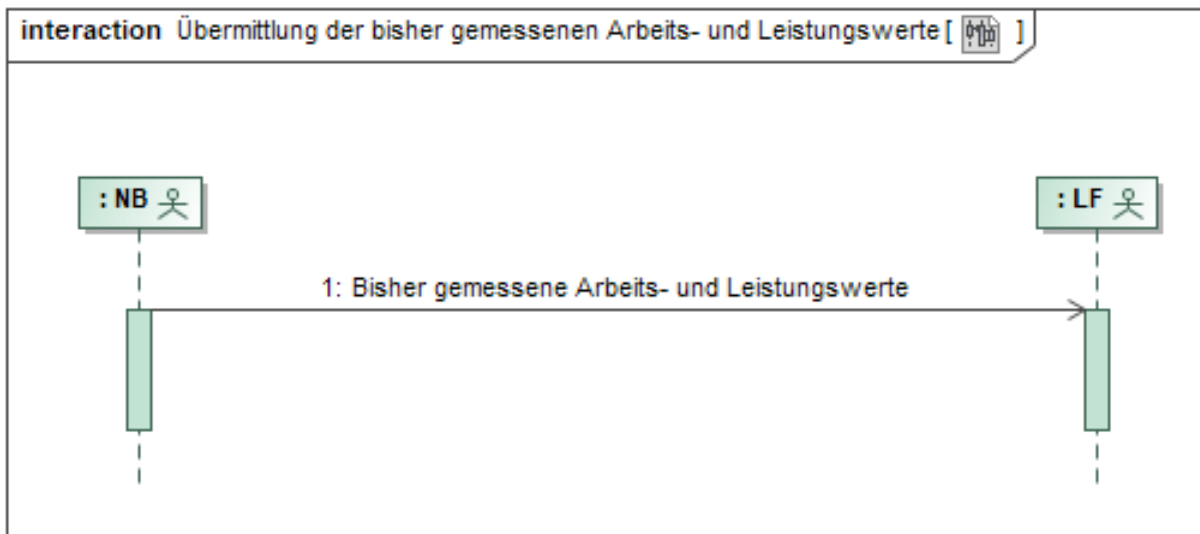 interaction Übermittlung der bisher gemessenen Arbeits- und Leistungswerte[ ]
: NB
: LF
1: Bisher gemessene Arbeits- und Leistungswerte